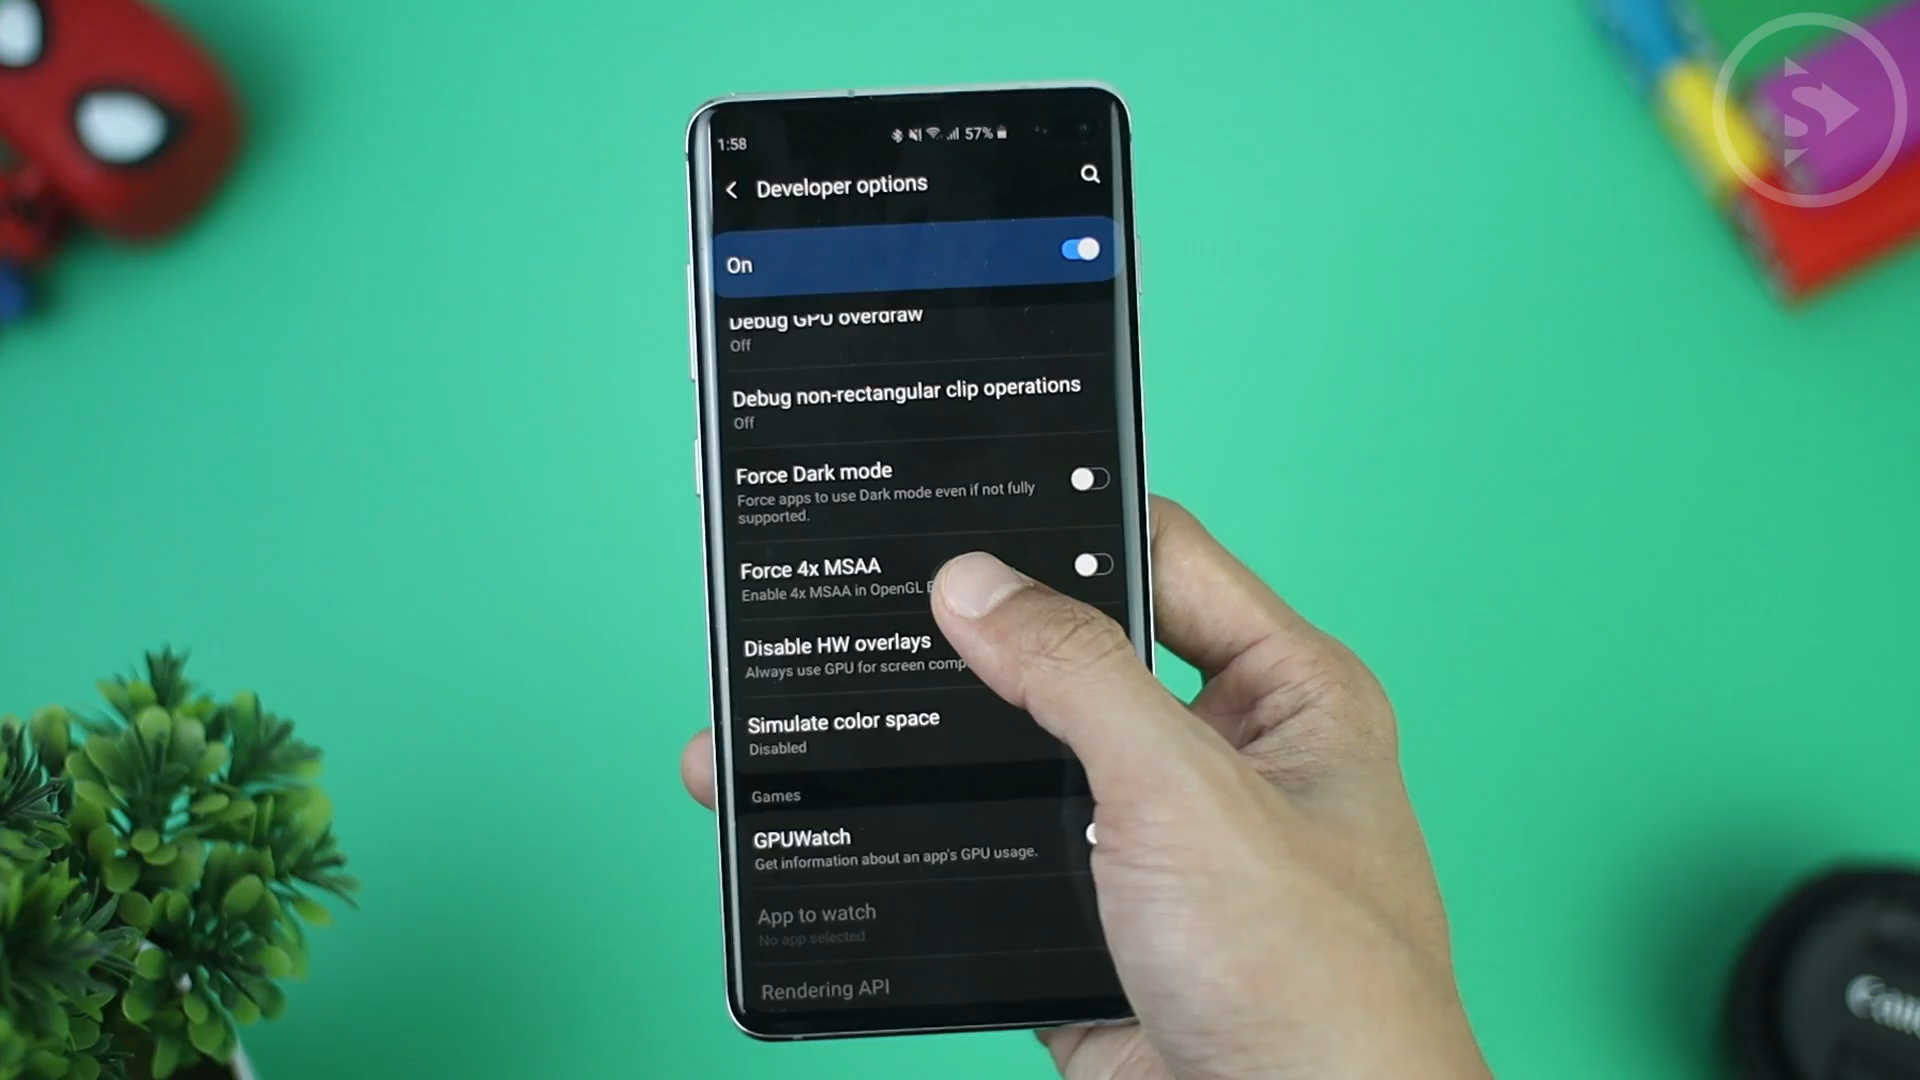 1:58
57%
Developer options
On
Debug GPU overdraw
Off
Debug non-rectangular clip operations
Off
Force Dark mode
Force apps to use Dark mode even if not fully
supported.
Force 4x MSAA
Enable 4x MSAA in OpenGL
Disable HW overlays
Always use GPU for screen
Simulate color space
Disabled
Games
GPUWatch
Get information about an app's GPU usage.
App to watch
No app selected
Rendering API